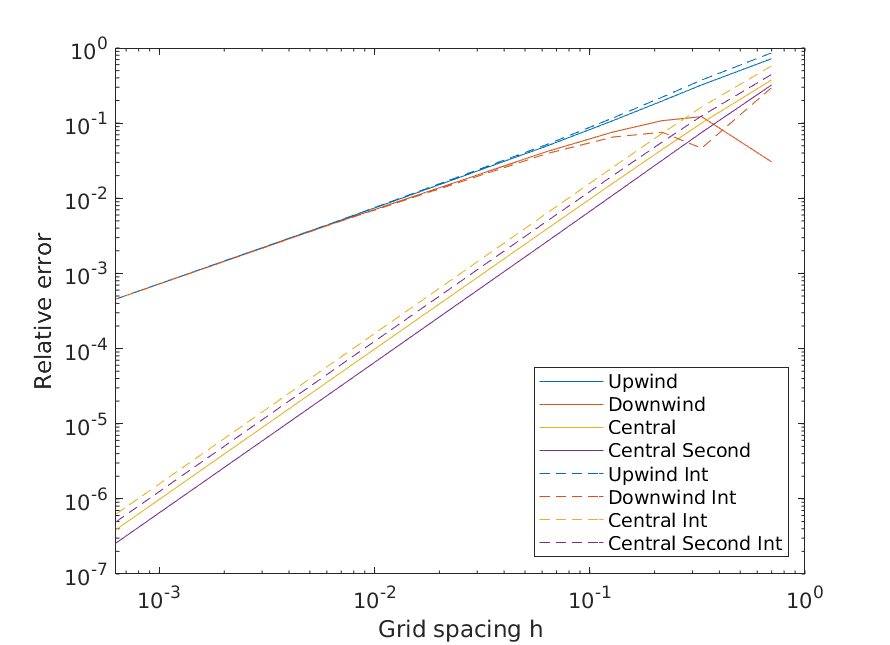 10^0
10^-1
10^-2
10^-3
10^-4
10^-5
10^-6
10^-7
Relative error
Upwind
Downwind
Central
Central Second
Upwind Int
Downwind Int
Central Int
Central Second Int
10^-3 10^-2 10^-1 10^0
Grid spacing h